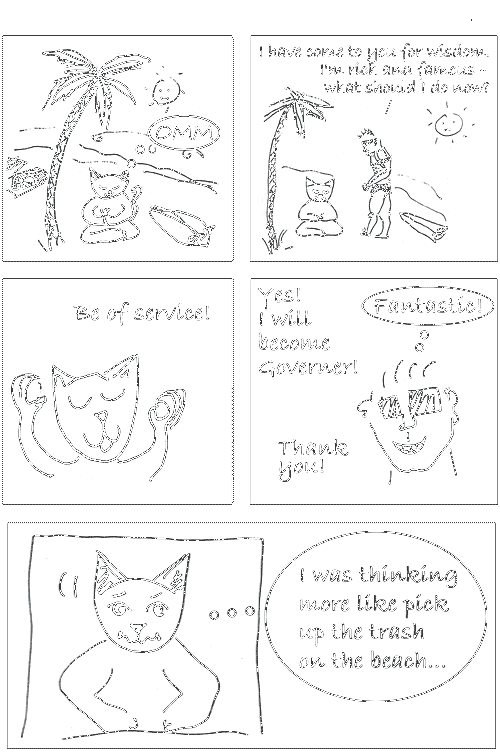 OMM
I have come to you for wisdom.
I'm rich and famous -
what should I do now?
Be of service!
Yes!
I will
become
Governer!
Fantastic!
Thank
you!
I was thinking
more like pick
up the trash
on the beach...